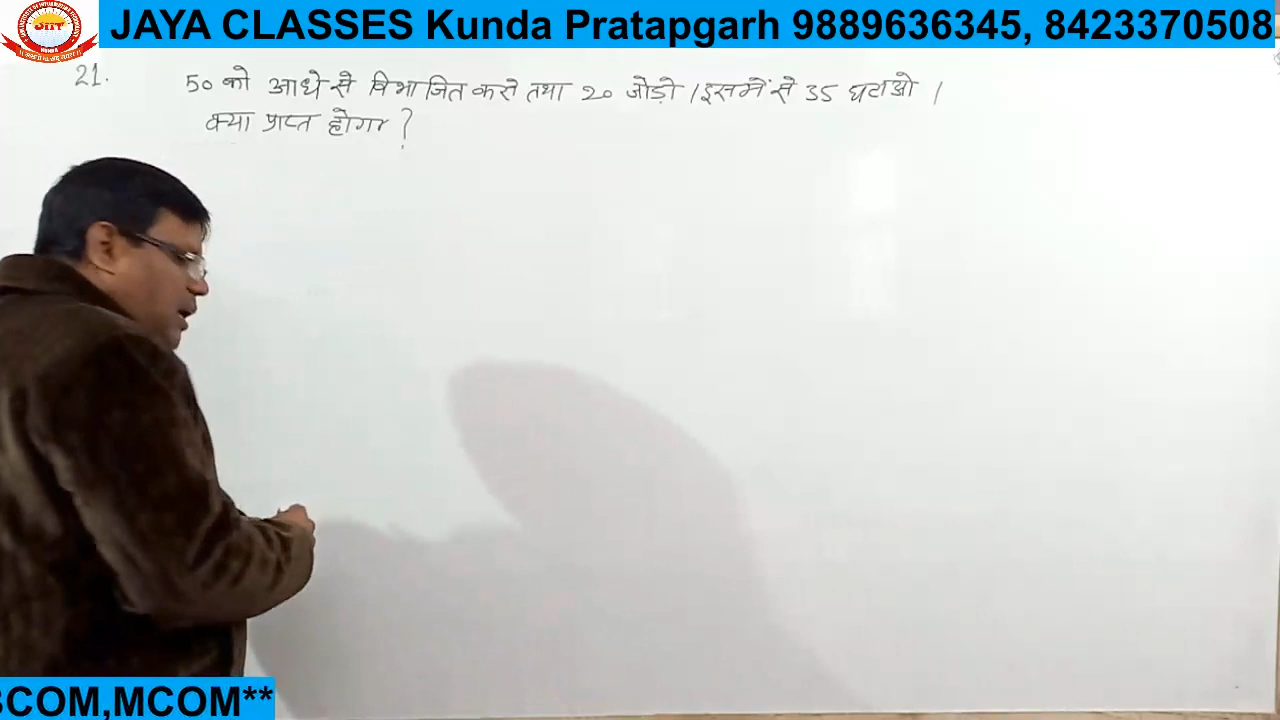 JAYA CLASSES Kunda Pratapgarh 9889636345, 8423370508
21. 50 को आधे से विभाजित करो तथा 20 जोड़ो । इसमें से 35 घटाओ ।
क्या प्राप्त होगा ?
BCOM,MCOM**